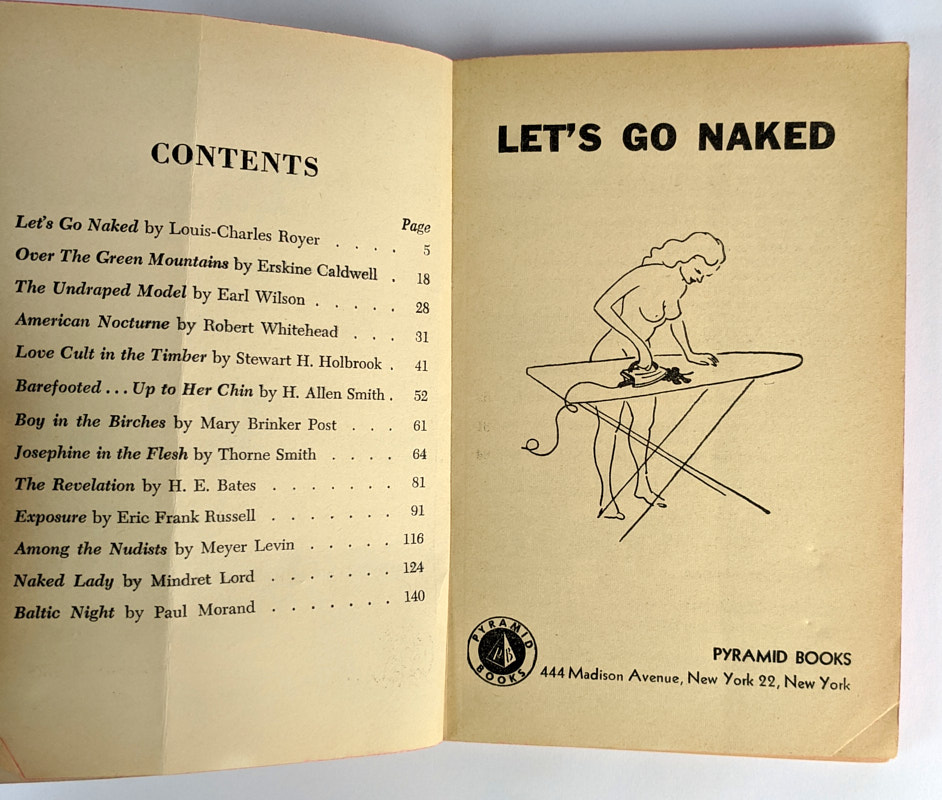 CONTENTS
Page
Let's Go Naked by Louis-Charles Royer . . . . 5
Over The Green Mountains by Erskine Caldwell . 18
The Undraped Model by Earl Wilson . . . . 28
American Nocturne by Robert Whitehead . . . 31
Love Cult in the Timber by Stewart H. Holbrook . 41
Barefooted . . . Up to Her Chin by H. Allen Smith . 52
Boy in the Birches by Mary Brinker Post . . . 61
Josephine in the Flesh by Thorne Smith . . . . 64
The Revelation by H. E. Bates . . . . . . . 81
Exposure by Eric Frank Russell . . . . . . . 91
Among the Nudists by Meyer Levin . . . . . 116
Naked Lady by Mindret Lord . . . . . . . 124
Baltic Night by Paul Morand . . . . . . . 140
LET'S GO NAKED
PYRAMID
PB
BOOKS
PYRAMID BOOKS
444 Madison Avenue, New York 22, New York